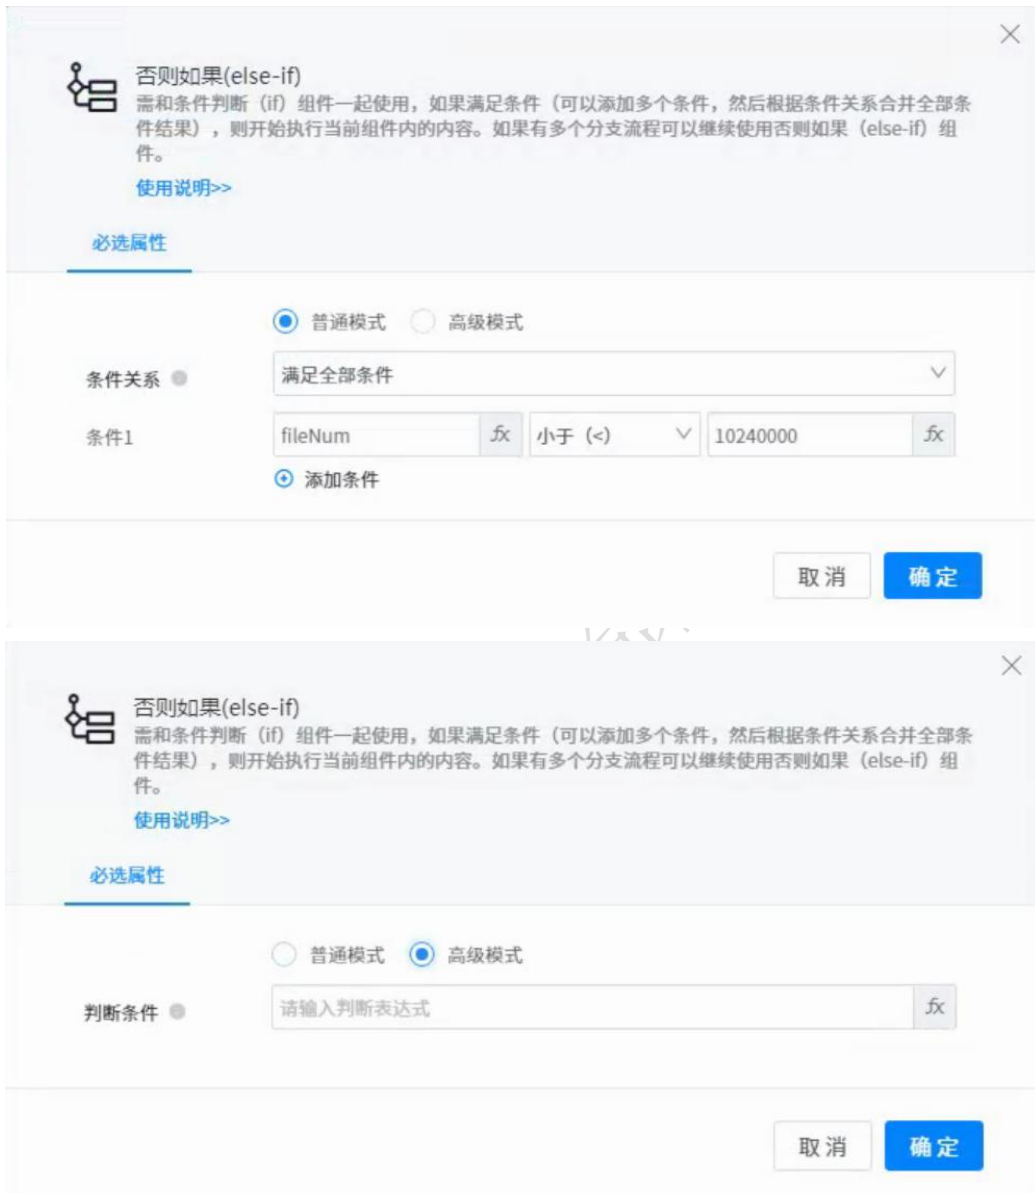 否则如果(else-if)
需和条件判断（if）组件一起使用，如果满足条件（可以添加多个条件，然后根据条件关系合并全部条
件结果），则开始执行当前组件内的内容。如果有多个分支流程可以继续使用否则如果（else-if）组
件。
使用说明>>
必选属性
普通模式 高级模式
条件关系 满足全部条件
条件1 fileNum fx 小于（<） 10240000 fx
添加条件
取消 确定
否则如果(else-if)
需和条件判断（if）组件一起使用，如果满足条件（可以添加多个条件，然后根据条件关系合并全部条
件结果），则开始执行当前组件内的内容。如果有多个分支流程可以继续使用否则如果（else-if）组
件。
使用说明>>
必选属性
普通模式 高级模式
判断条件 请输入判断表达式 fx
取消 确定